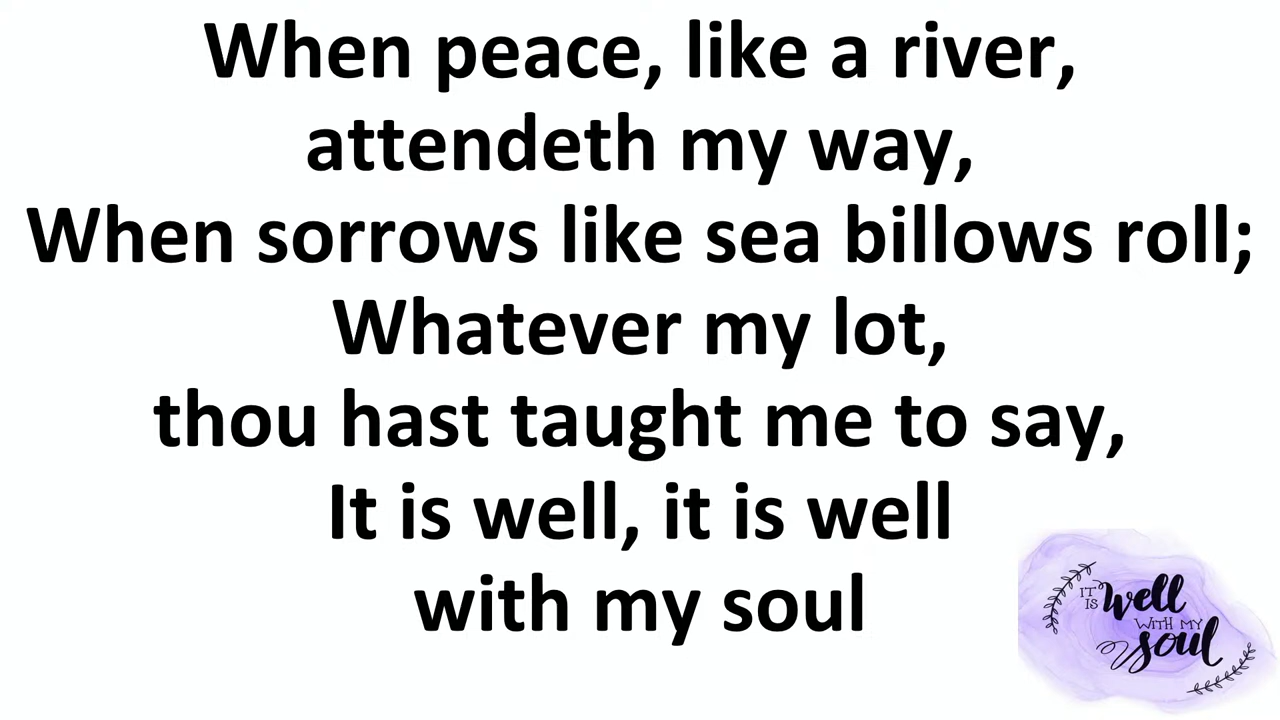 When peace, like a river,
attendeth my way,
When sorrows like sea billows roll;
Whatever my lot,
thou hast taught me to say,
It is well, it is well
with my soul
IT IS well
WITH MY
soul